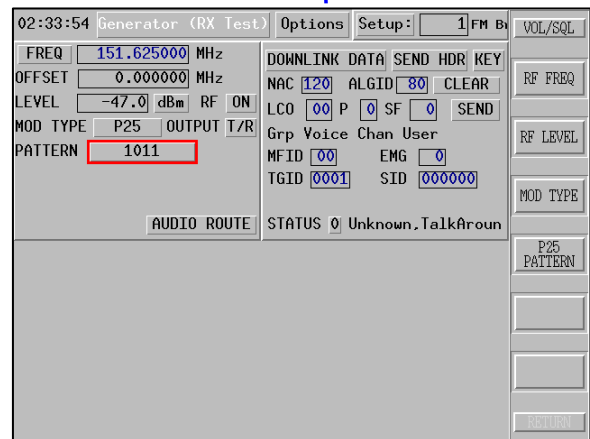 02:33:54 Generator (RX Test) Options Setup: 1 FM
VOL/SQL
FREQ 151.625000 MHz
OFFSET 0.000000 MHz
LEVEL -47.0 dBm RF ON
MOD TYPE P25 OUTPUT T/R
PATTERN 1011
AUDIO ROUTE
DOWNLINK DATA SEND HDR KEY
NAC 120 ALGID 80 CLEAR
LCO 00 P 0 SF 0 SEND
Grp Voice Chan User
MFID 00 EMG 0
TGID 0001 SID 000000
STATUS 0 Unknown,TalkAroun
RF FREQ
RF LEVEL
MOD TYPE
P25
PATTERN
RETURN